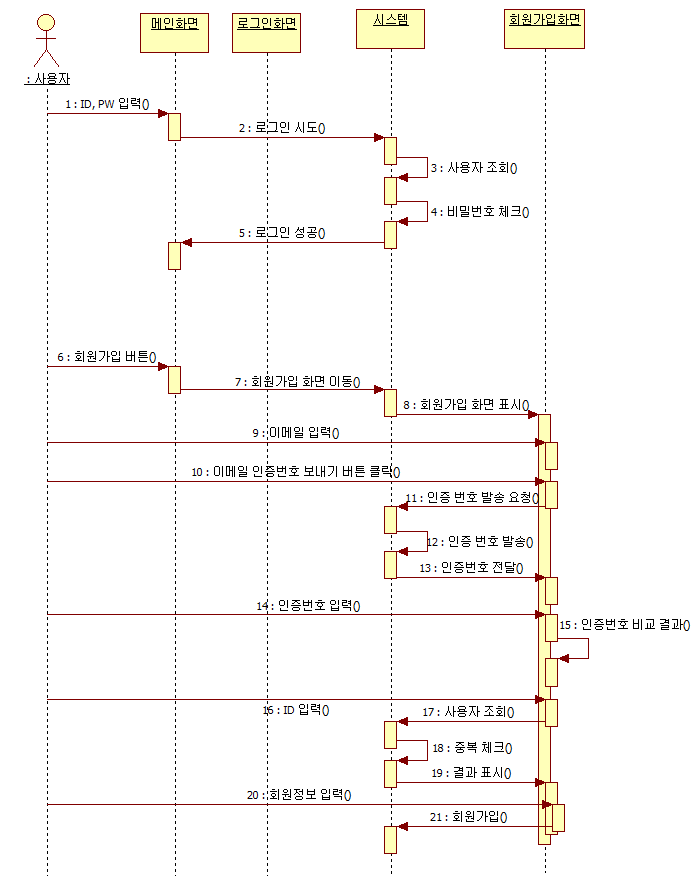 메인화면
로그인화면
시스템
회원가입화면
: 사용자
1 : ID, PW 입력()
2 : 로그인 시도()
3 : 사용자 조회()
4 : 비밀번호 체크()
5 : 로그인 성공()
6 : 회원가입 버튼()
7 : 회원가입 화면 이동()
8 : 회원가입 화면 표시()
9 : 이메일 입력()
10 : 이메일 인증번호 보내기 버튼 클릭()
11 : 인증 번호 발송 요청()
12 : 인증 번호 발송()
13 : 인증번호 전달()
14 : 인증번호 입력()
15 : 인증번호 비교 결과()
16 : ID 입력()
17 : 사용자 조회()
18 : 중복 체크()
19 : 결과 표시()
20 : 회원정보 입력()
21 : 회원가입()